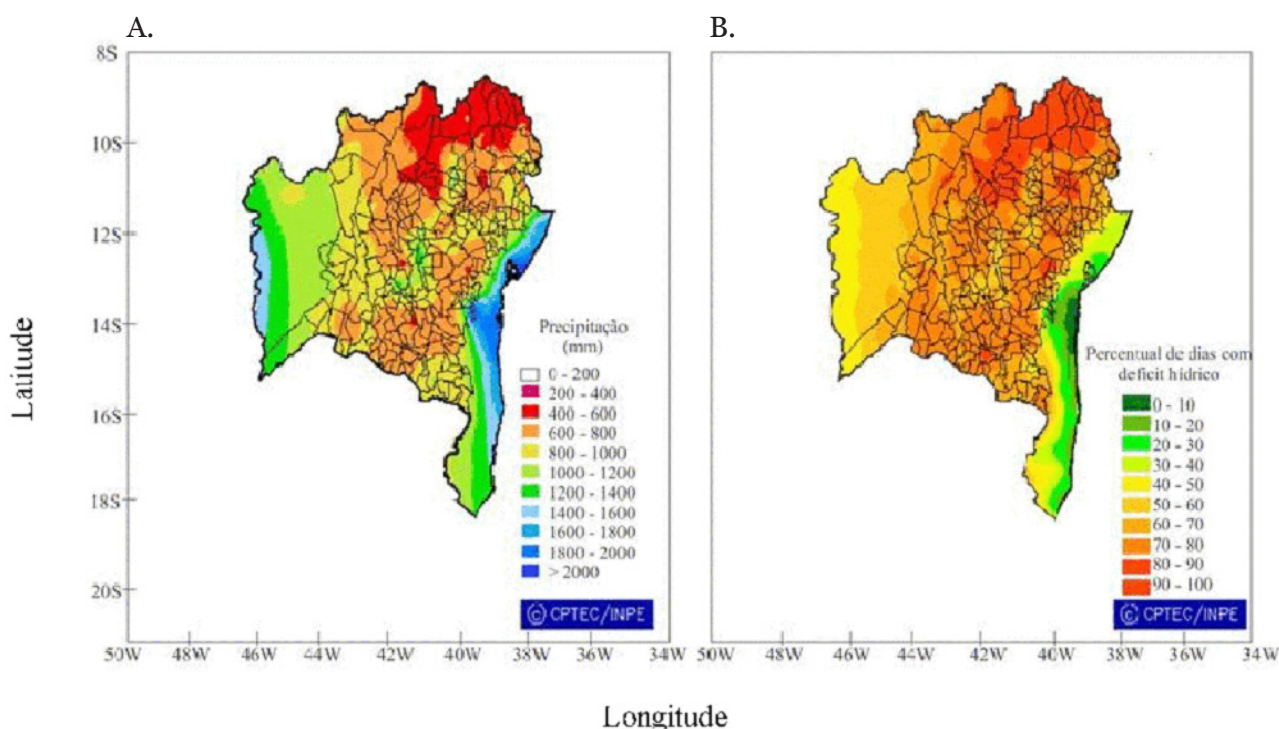 A.
B.
8S
10S
12S
14S
16S
18S
20S
Latitude
Precipitação
(mm)
0 - 200
200 - 400
400 - 600
600 - 800
800 - 1000
1000 - 1200
1200 - 1400
1400 - 1600
1600 - 1800
1800 - 2000
> 2000
© CPTEC/INPE
Percentual de dias com
deficit hídrico
0 - 10
10 - 20
20 - 30
30 - 40
40 - 50
50 - 60
60 - 70
70 - 80
80 - 90
90 - 100
© CPTEC/INPE
50W 48W 46W 44W 42W 40W 38W 34W
50W 48W 46W 44W 42W 40W 38W 36W 34W
Longitude